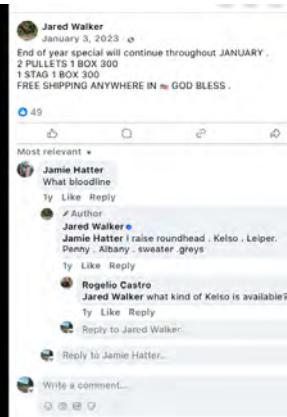 Jared Walker
January 3, 2023 ·
End of year special will continue throughout JANUARY .
2 PULLETS 1 BOX 300
1 STAG 1 BOX 300
FREE SHIPPING ANYWHERE IN 🇺🇸 GOD BLESS .
49
Most relevant
Jamie Hatter
What bloodline
1y Like Reply
Author
Jared Walker
Jamie Hatter i raise roundhead . Kelso . Leiper.
Penny . Albany . sweater .greys
1y Like Reply
Rogelio Castro
Jared Walker what kind of Kelso is available?
1y Like Reply
Reply to Jared Walker...
Reply to Jamie Hatter...
Write a comment...